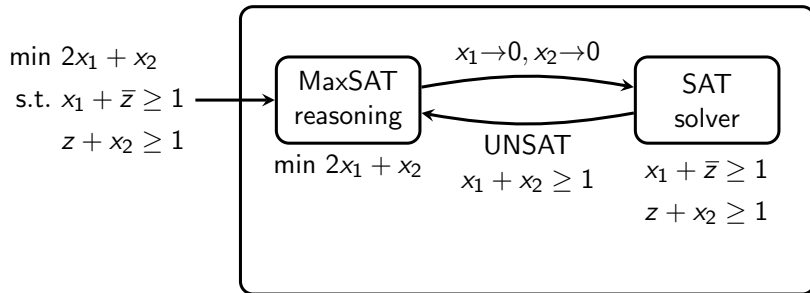 min 2x₁ + x₂
s.t. x₁ + z̄ ≥ 1
z + x₂ ≥ 1
MaxSAT
reasoning
min 2x₁ + x₂
x₁→0, x₂→0
UNSAT
x₁ + x₂ ≥ 1
SAT
solver
x₁ + z̄ ≥ 1
z + x₂ ≥ 1